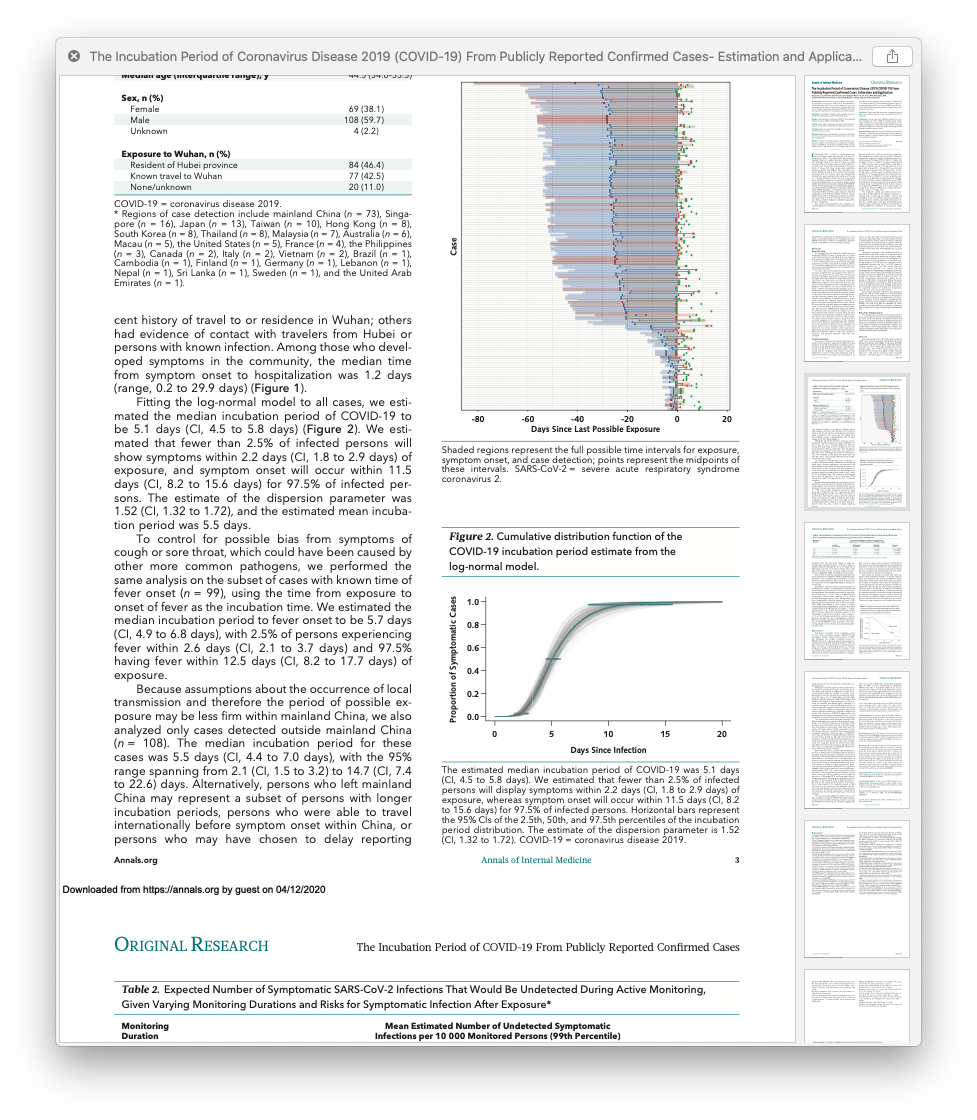 The Incubation Period of Coronavirus Disease 2019 (COVID-19) From Publicly Reported Confirmed Cases- Estimation and Applica...
Median age (interquartile range), y 44.5 (34.0–55.5)
Sex, n (%)
Female 69 (38.1)
Male 108 (59.7)
Unknown 4 (2.2)
Exposure to Wuhan, n (%)
Resident of Hubei province 84 (46.4)
Known travel to Wuhan 77 (42.5)
None/unknown 20 (11.0)
COVID-19 = coronavirus disease 2019.
* Regions of case detection include mainland China (n = 73), Singa-
pore (n = 16), Japan (n = 13), Taiwan (n = 10), Hong Kong (n = 8),
South Korea (n = 8), Thailand (n = 8), Malaysia (n = 7), Australia (n = 6),
Macau (n = 5), the United States (n = 5), France (n = 4), the Philippines
(n = 3), Canada (n = 2), Italy (n = 2), Vietnam (n = 2), Brazil (n = 1),
Cambodia (n = 1), Finland (n = 1), Germany (n = 1), Lebanon (n = 1),
Nepal (n = 1), Sri Lanka (n = 1), Sweden (n = 1), and the United Arab
Emirates (n = 1).
cent history of travel to or residence in Wuhan; others
had evidence of contact with travelers from Hubei or
persons with known infection. Among those who devel-
oped symptoms in the community, the median time
from symptom onset to hospitalization was 1.2 days
(range, 0.2 to 29.9 days) (Figure 1).
Fitting the log-normal model to all cases, we esti-
mated the median incubation period of COVID-19 to
be 5.1 days (CI, 4.5 to 5.8 days) (Figure 2). We esti-
mated that fewer than 2.5% of infected persons will
show symptoms within 2.2 days (CI, 1.8 to 2.9 days) of
exposure, and symptom onset will occur within 11.5
days (CI, 8.2 to 15.6 days) for 97.5% of infected per-
sons. The estimate of the dispersion parameter was
1.52 (CI, 1.32 to 1.72), and the estimated mean incuba-
tion period was 5.5 days.
To control for possible bias from symptoms of
cough or sore throat, which could have been caused by
other more common pathogens, we performed the
same analysis on the subset of cases with known time of
fever onset (n = 99), using the time from exposure to
onset of fever as the incubation time. We estimated the
median incubation period to fever onset to be 5.7 days
(CI, 4.9 to 6.8 days), with 2.5% of persons experiencing
fever within 2.6 days (CI, 2.1 to 3.7 days) and 97.5%
having fever within 12.5 days (CI, 8.2 to 17.7 days) of
exposure.
Because assumptions about the occurrence of local
transmission and therefore the period of possible ex-
posure may be less firm within mainland China, we also
analyzed only cases detected outside mainland China
(n = 108). The median incubation period for these
cases was 5.5 days (CI, 4.4 to 7.0 days), with the 95%
range spanning from 2.1 (CI, 1.5 to 3.2) to 14.7 (CI, 7.4
to 22.6) days. Alternatively, persons who left mainland
China may represent a subset of persons with longer
incubation periods, persons who were able to travel
internationally before symptom onset within China, or
persons who may have chosen to delay reporting
Case
-80 -60 -40 -20 0 20
Days Since Last Possible Exposure
Shaded regions represent the full possible time intervals for exposure,
symptom onset, and case detection; points represent the midpoints of
these intervals. SARS-CoV-2 = severe acute respiratory syndrome
coronavirus 2.
Figure 2. Cumulative distribution function of the
COVID-19 incubation period estimate from the
log-normal model.
Proportion of Symptomatic Cases
1.0
0.8
0.6
0.4
0.2
0.0
0 5 10 15 20
Days Since Infection
The estimated median incubation period of COVID-19 was 5.1 days
(CI, 4.5 to 5.8 days). We estimated that fewer than 2.5% of infected
persons will display symptoms within 2.2 days (CI, 1.8 to 2.9 days) of
exposure, whereas symptom onset will occur within 11.5 days (CI, 8.2
to 15.6 days) for 97.5% of infected persons. Horizontal bars represent
the 95% CIs of the 2.5th, 50th, and 97.5th percentiles of the incubation
period distribution. The estimate of the dispersion parameter is 1.52
(CI, 1.32 to 1.72). COVID-19 = coronavirus disease 2019.
Annals.org Annals of Internal Medicine 3
Downloaded from https://annals.org by guest on 04/12/2020
ORIGINAL RESEARCH The Incubation Period of COVID-19 From Publicly Reported Confirmed Cases
Table 2. Expected Number of Symptomatic SARS-CoV-2 Infections That Would Be Undetected During Active Monitoring,
Given Varying Monitoring Durations and Risks for Symptomatic Infection After Exposure*
Monitoring Mean Estimated Number of Undetected Symptomatic
Duration Infections per 10 000 Monitored Persons (99th Percentile)